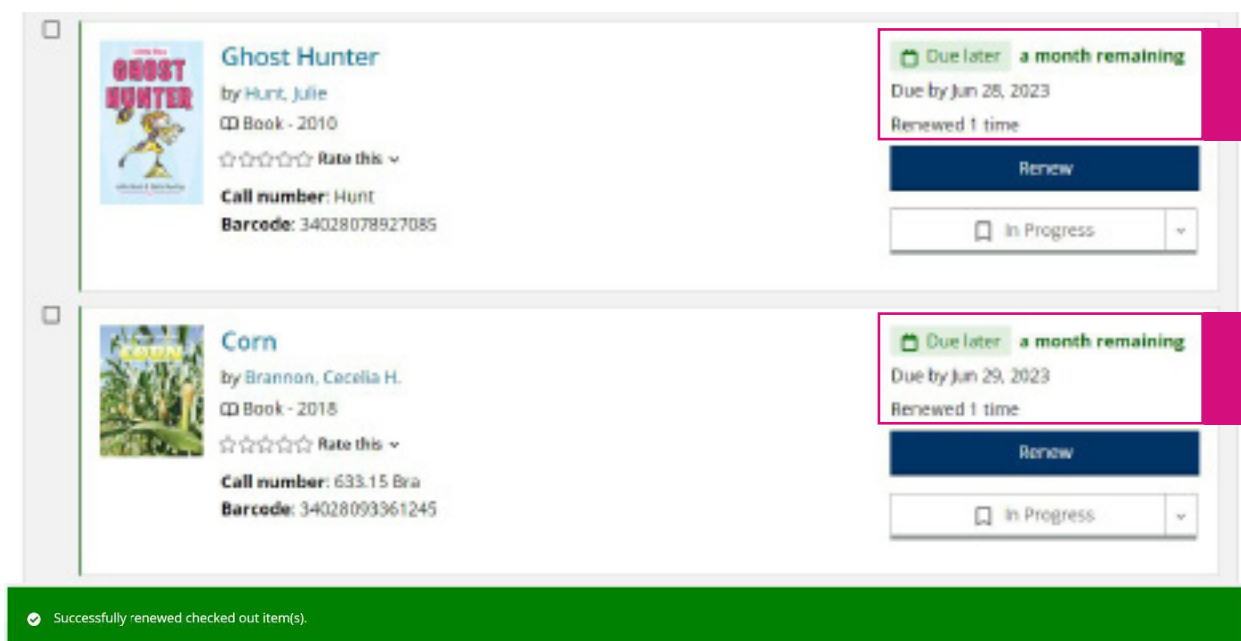 Ghost Hunter
by Hunt, Julie
Book - 2010
Rate this
Call number: Hunt
Barcode: 34028078927085
GHOST
HUNTER
Due later a month remaining
Due by Jun 28, 2023
Renewed 1 time
Renew
In Progress
Corn
by Brannon, Cecelia H.
Book - 2018
Rate this
Call number: 633.15 Bra
Barcode: 34028093361245
CORN
Due later a month remaining
Due by Jun 29, 2023
Renewed 1 time
Renew
In Progress
Successfully renewed checked out item(s).